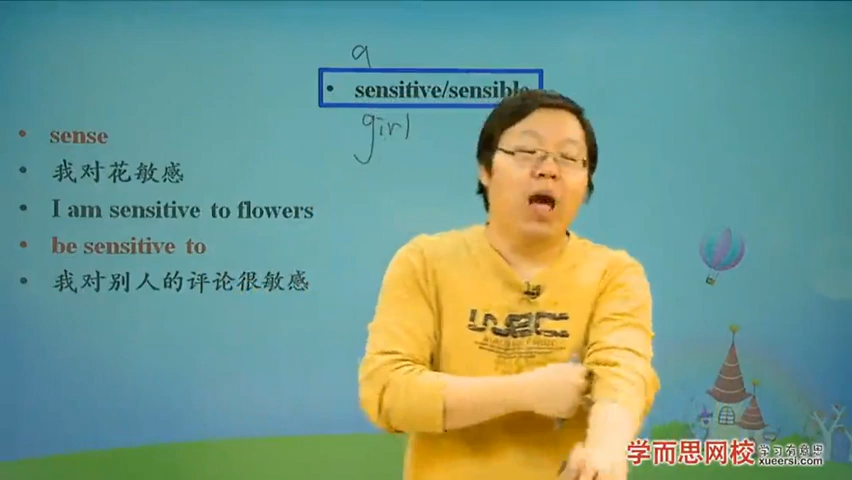 a
• sensitive/sensible
girl
• sense
• 我对花敏感
• I am sensitive to flowers
• be sensitive to
• 我对别人的评论很敏感
学而思网校
xueersi.com